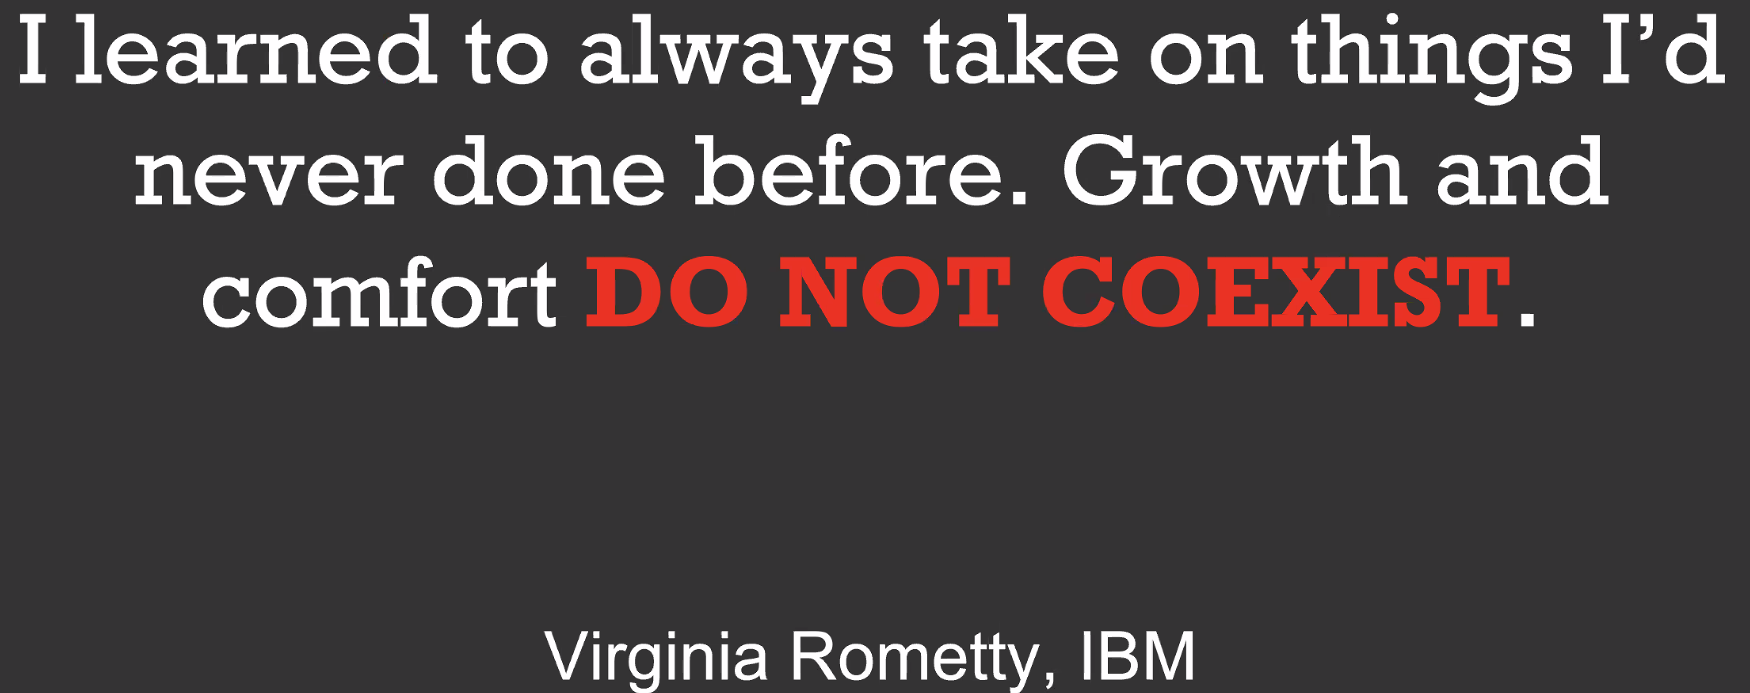 I learned to always take on things I’d
never done before. Growth and
comfort DO NOT COEXIST.
Virginia Rometty, IBM